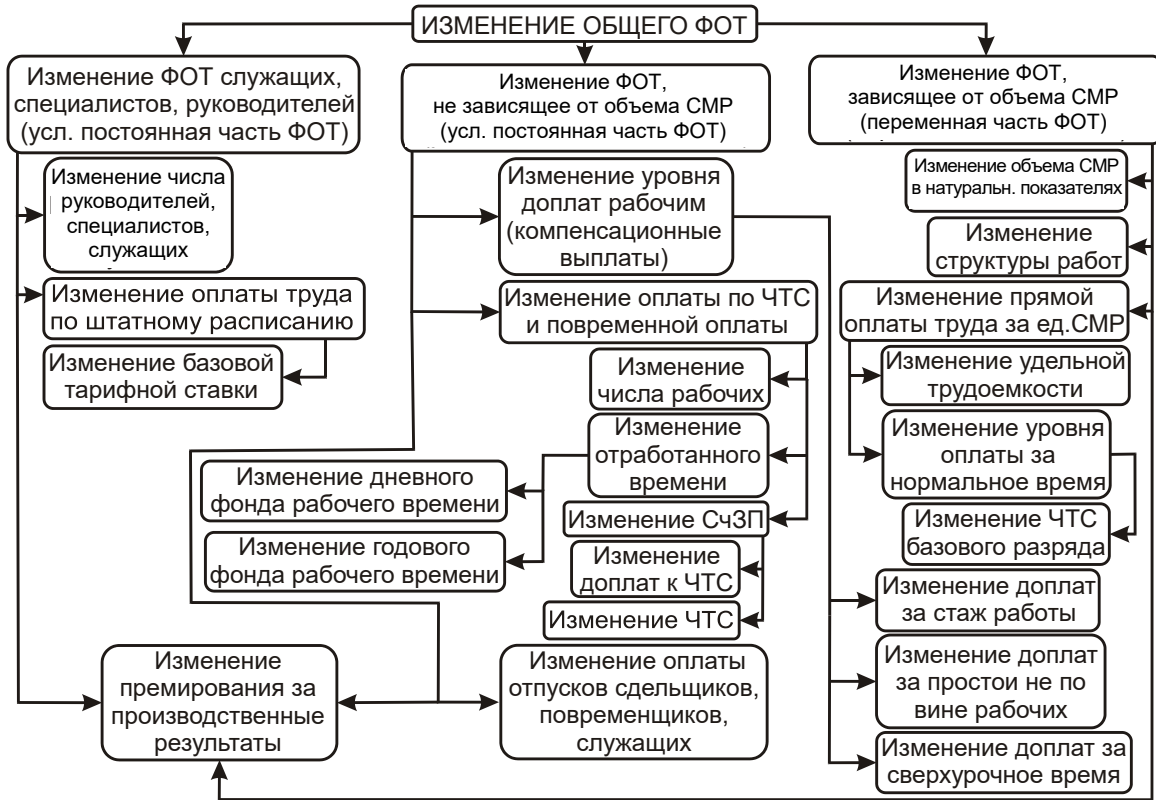 ИЗМЕНЕНИЕ ОБЩЕГО ФОТ
Изменение ФОТ служащих,
специалистов, руководителей
(усл. постоянная часть ФОТ)
Изменение ФОТ,
не зависящее от объема СМР
(усл. постоянная часть ФОТ)
Изменение ФОТ,
зависящее от объема СМР
(переменная часть ФОТ)
Изменение числа
руководителей,
специалистов,
служащих
Изменение оплаты труда
по штатному расписанию
Изменение базовой
тарифной ставки
Изменение уровня
доплат рабочим
(компенсационные
выплаты)
Изменение оплаты по ЧТС
и повременной оплаты
Изменение
числа рабочих
Изменение
отработанного
времени
Изменение дневного
фонда рабочего времени
Изменение годового
фонда рабочего времени
Изменение СчЗП
Изменение
доплат к ЧТС
Изменение ЧТС
Изменение объема СМР
в натуральн. показателях
Изменение
структуры работ
Изменение прямой
оплаты труда за ед.СМР
Изменение удельной
трудоемкости
Изменение уровня
оплаты за
нормальное время
Изменение ЧТС
базового разряда
Изменение доплат
за стаж работы
Изменение доплат
за простои не по
вине рабочих
Изменение доплат за
сверхурочное время
Изменение
премирования за
производственные
результаты
Изменение оплаты
отпусков сдельщиков,
повременщиков,
служащих